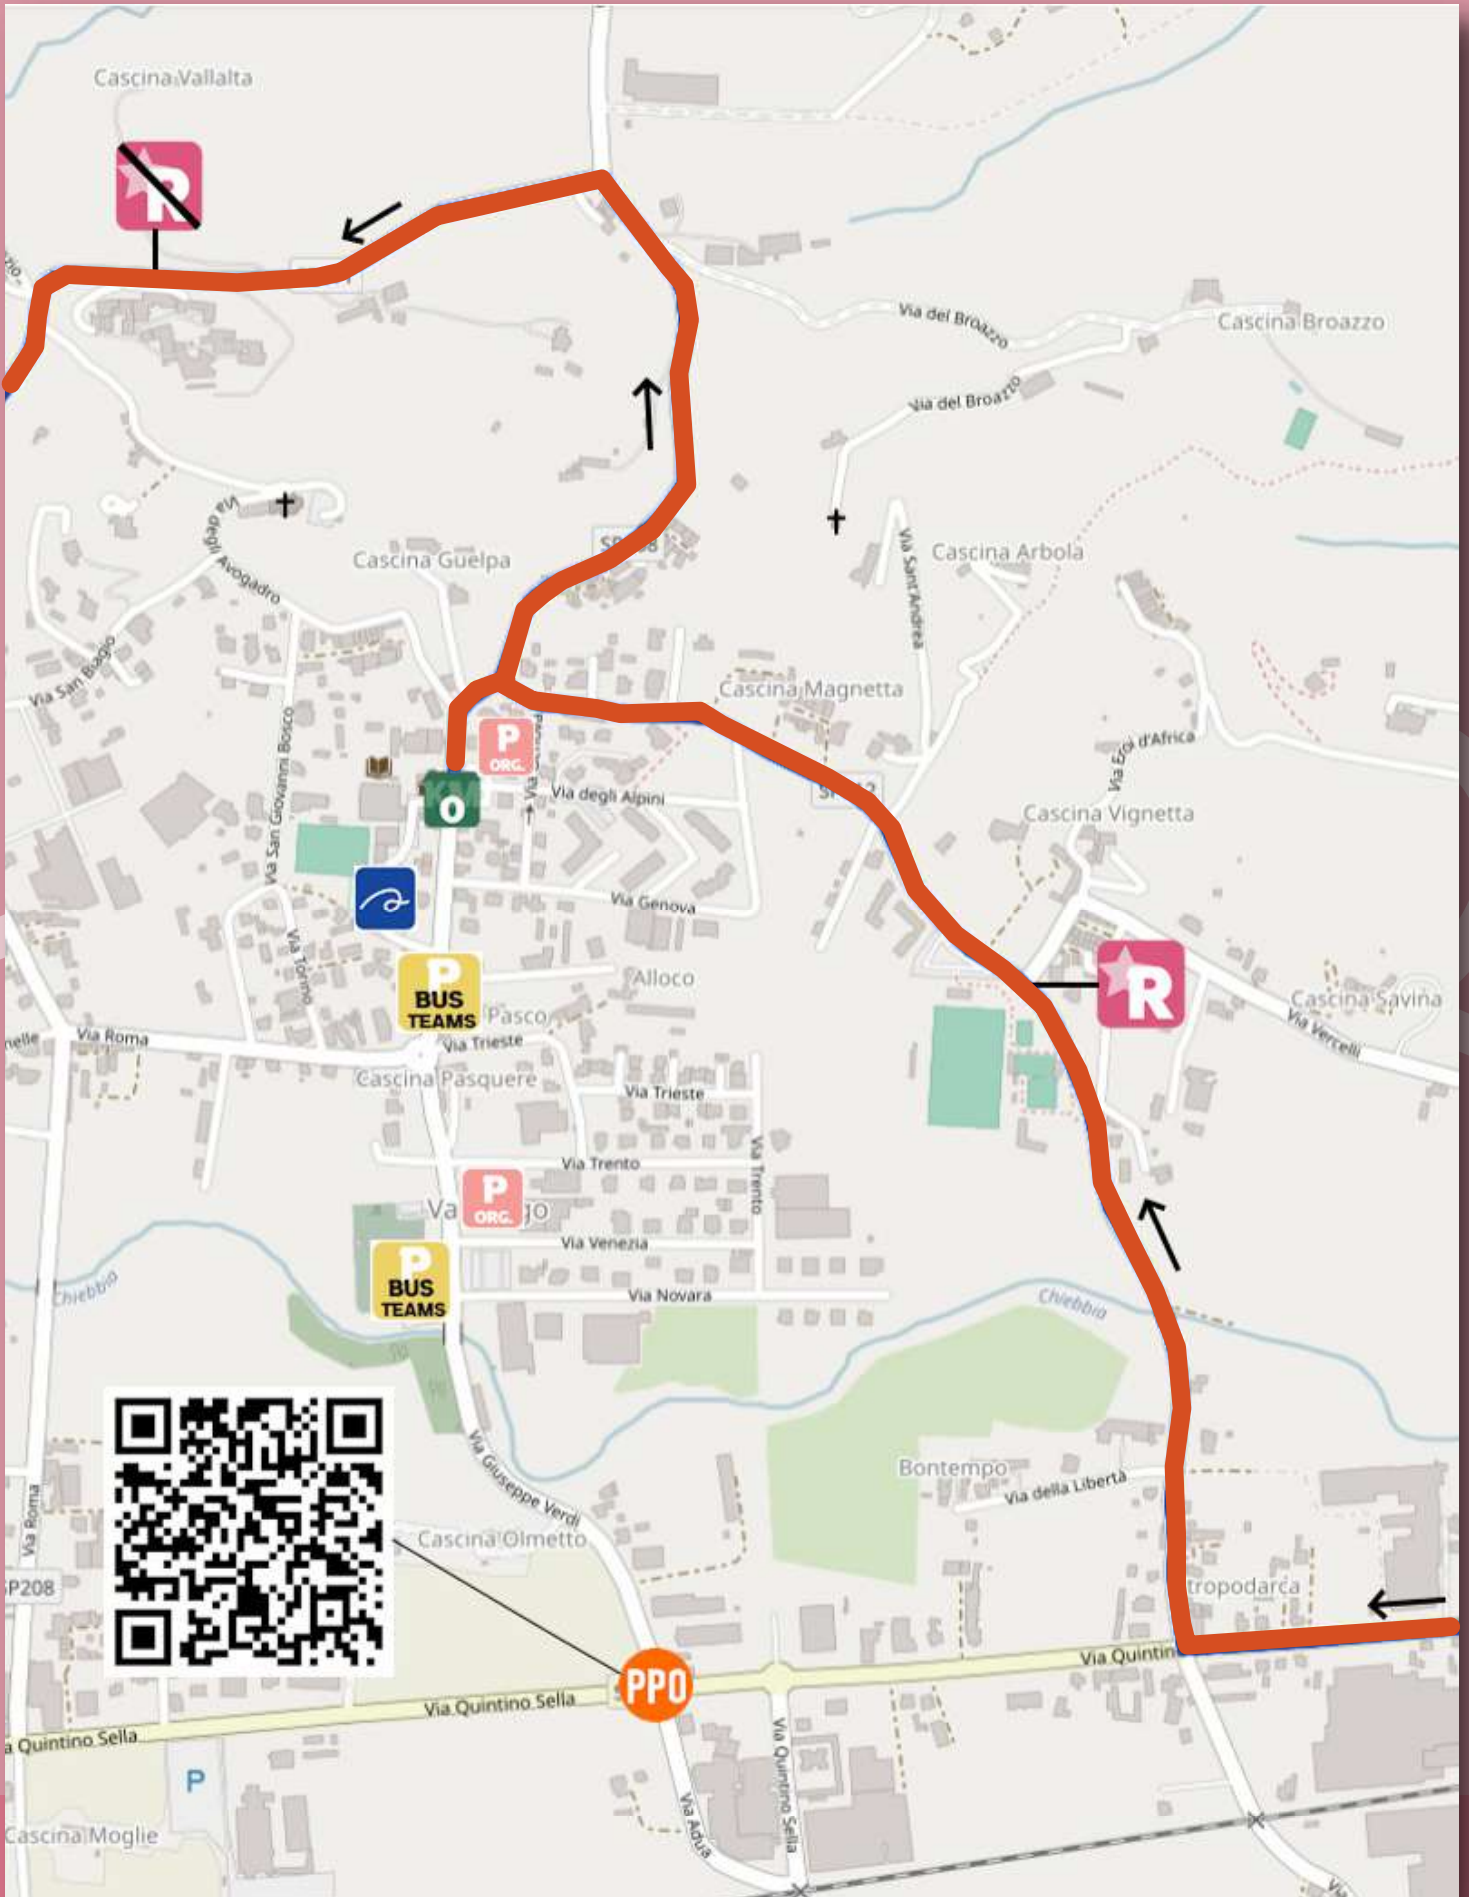 Cascina Vallalta
R
Via del Broazzo
Cascina Broazzo
Via del Broazzo
Via degli Avogadro
Cascina Guelpa
Via Sant'Andrea
Cascina Arbola
Via San Biagio
Cascina Magnetta
Via San Giovanni Bosco
P
ORG.
Via
Via Eroi d'Africa
KM
0
Via degli Alpini
Cascina Vignetta
Via Genova
Via Torino
P
BUS
TEAMS
Alloco
R
Cascina Savina
Pasco
Via Vercelli
Via Roma
Via Trieste
Cascina Pasquere
Via Trieste
Via Trento
Via Trento
P
ORG.
Via Venezia
P
BUS
TEAMS
Via Novara
Chiebbia
Chiebbia
Via Giuseppe Verdi
Bontempo
Via della Libertà
Via Roma
Cascina Olmetto
SP208
tropodarca
PPO
Via Quintin
Via Quintino Sella
a Quintino Sella
Via Quintino Sella
P
Via Adua
Cascina Moglie